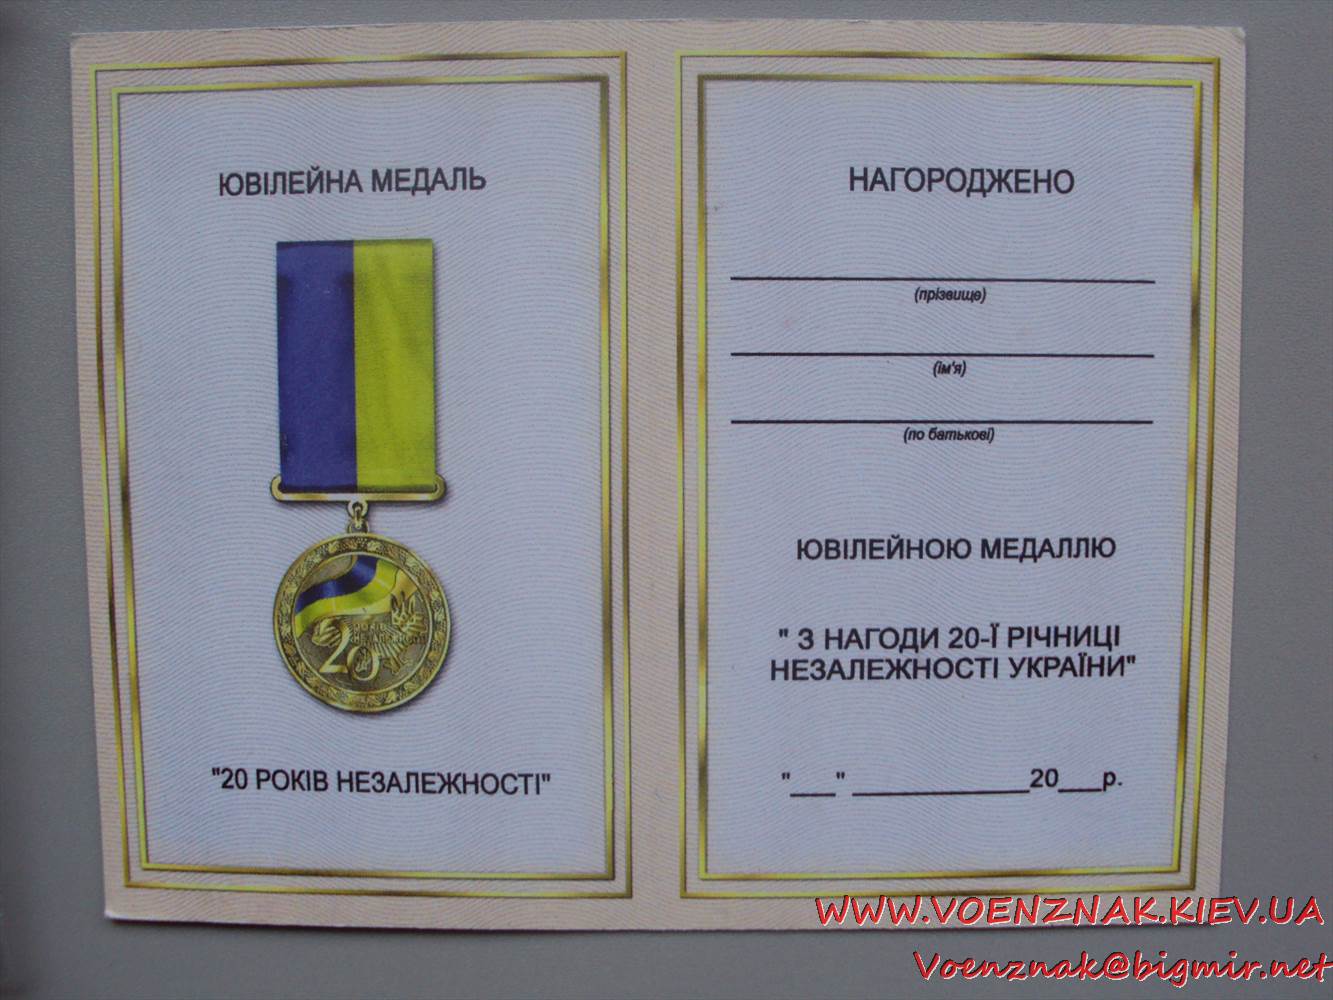 ЮВІЛЕЙНА МЕДАЛЬ
20
"20 РОКІВ НЕЗАЛЕЖНОСТІ"
НАГОРОДЖЕНО
(прізвище)
(ім'я)
(по батькові)
ЮВІЛЕЙНОЮ МЕДАЛЛЮ
" З НАГОДИ 20-Ї РІЧНИЦІ
НЕЗАЛЕЖНОСТІ УКРАЇНИ"
"___" ____________20___р.
WWW.VOENZNAK.KIEV.UA
Voenznak@bigmir.net